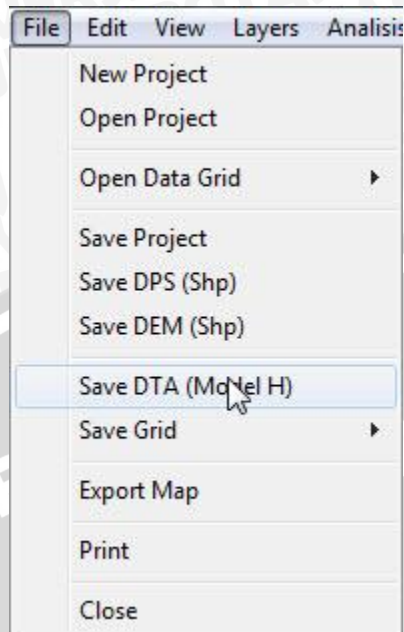 File Edit View Layers Analisis
New Project
Open Project
Open Data Grid
Save Project
Save DPS (Shp)
Save DEM (Shp)
Save DTA (Model H)
Save Grid
Export Map
Print
Close